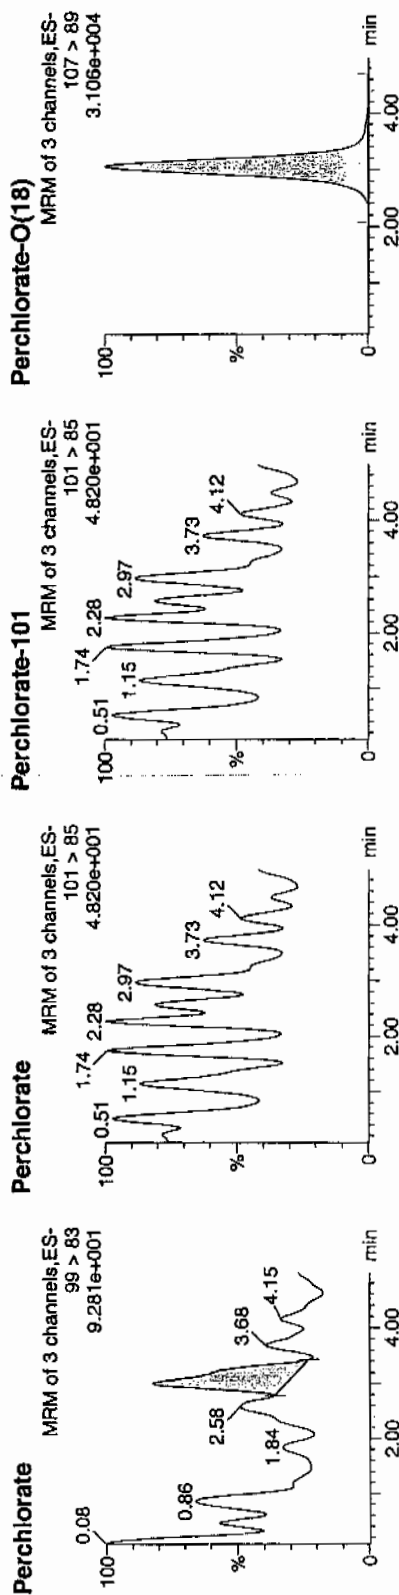 Perchlorate
MRM of 3 channels,ES-
99 > 83
9.281e+001
100
0.08
0.86
2.58
3.68
4.15
1.84
%
0
2.00
4.00
min
Perchlorate
MRM of 3 channels,ES-
101 > 85
4.820e+001
100
0.51
1.15
1.74
2.28
2.97
3.73
4.12
%
0
2.00
4.00
min
Perchlorate-101
MRM of 3 channels,ES-
101 > 85
4.820e+001
100
0.51
1.15
1.74
2.28
2.97
3.73
4.12
%
0
2.00
4.00
min
Perchlorate-O(18)
MRM of 3 channels,ES-
107 > 89
3.106e+004
100
%
0
2.00
4.00
min